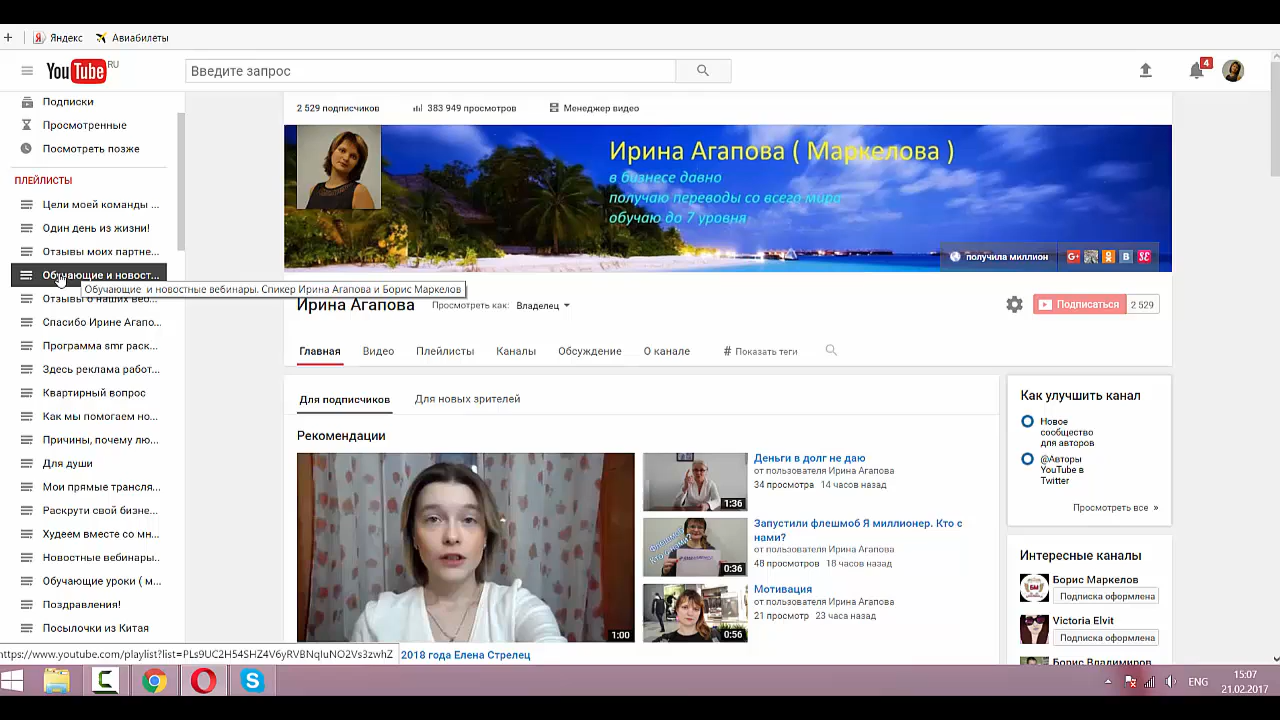 + Яндекс Авиабилеты
YouTube RU
Введите запрос
4
Подписки
Просмотренные
Посмотреть позже
ПЛЕЙЛИСТЫ
Цели моей команды ...
Один день из жизни!
Отзывы моих партне...
Обучающие и новост...
Обучающие и новостные вебинары. Спикер Ирина Агапова и Борис Маркелов
Отзывы о наших веб...
Спасибо Ирине Агапо...
Программа smr раск...
Здесь реклама работ...
Квартирный вопрос
Как мы помогаем но...
Причины, почему лю...
Для души
Мои прямые трансля...
Раскрути свой бизне...
Худеем вместе со мн...
Новостные вебинары..
Обучающие уроки ( м...
Поздравления!
Посылочки из Китая
2 529 подписчиков 383 949 просмотров Менеджер видео
Ирина Агапова ( Маркелова )
в бизнесе давно
получаю переводы со всего мира
обучаю до 7 уровня
получила миллион
Ирина Агапова Просмотреть как: Владелец
Подписаться 2 529
Главная Видео Плейлисты Каналы Обсуждение О канале # Показать теги
Для подписчиков Для новых зрителей
Рекомендации
1:00
2018 года Елена Стрелец
1:36
Деньги в долг не даю
от пользователя Ирина Агапова
34 просмотра 14 часов назад
0:36
Запустили флешмоб Я миллионер. Кто с
нами?
от пользователя Ирина Агапова
48 просмотров 18 часов назад
0:56
Мотивация
от пользователя Ирина Агапова
21 просмотр 23 часа назад
Как улучшить канал
Новое
сообщество
для авторов
@Авторы
YouTube в
Twitter
Просмотреть все »
Интересные каналы
Борис Маркелов
Подписка оформлена
Victoria Elvit
Подписка оформлена
Борис Владимиров
https://www.youtube.com/playlist?list=PLs9UC2H54SHZ4V6yRVBNqIuNO2Vs3zwhZ
ENG
15:07
21.02.2017